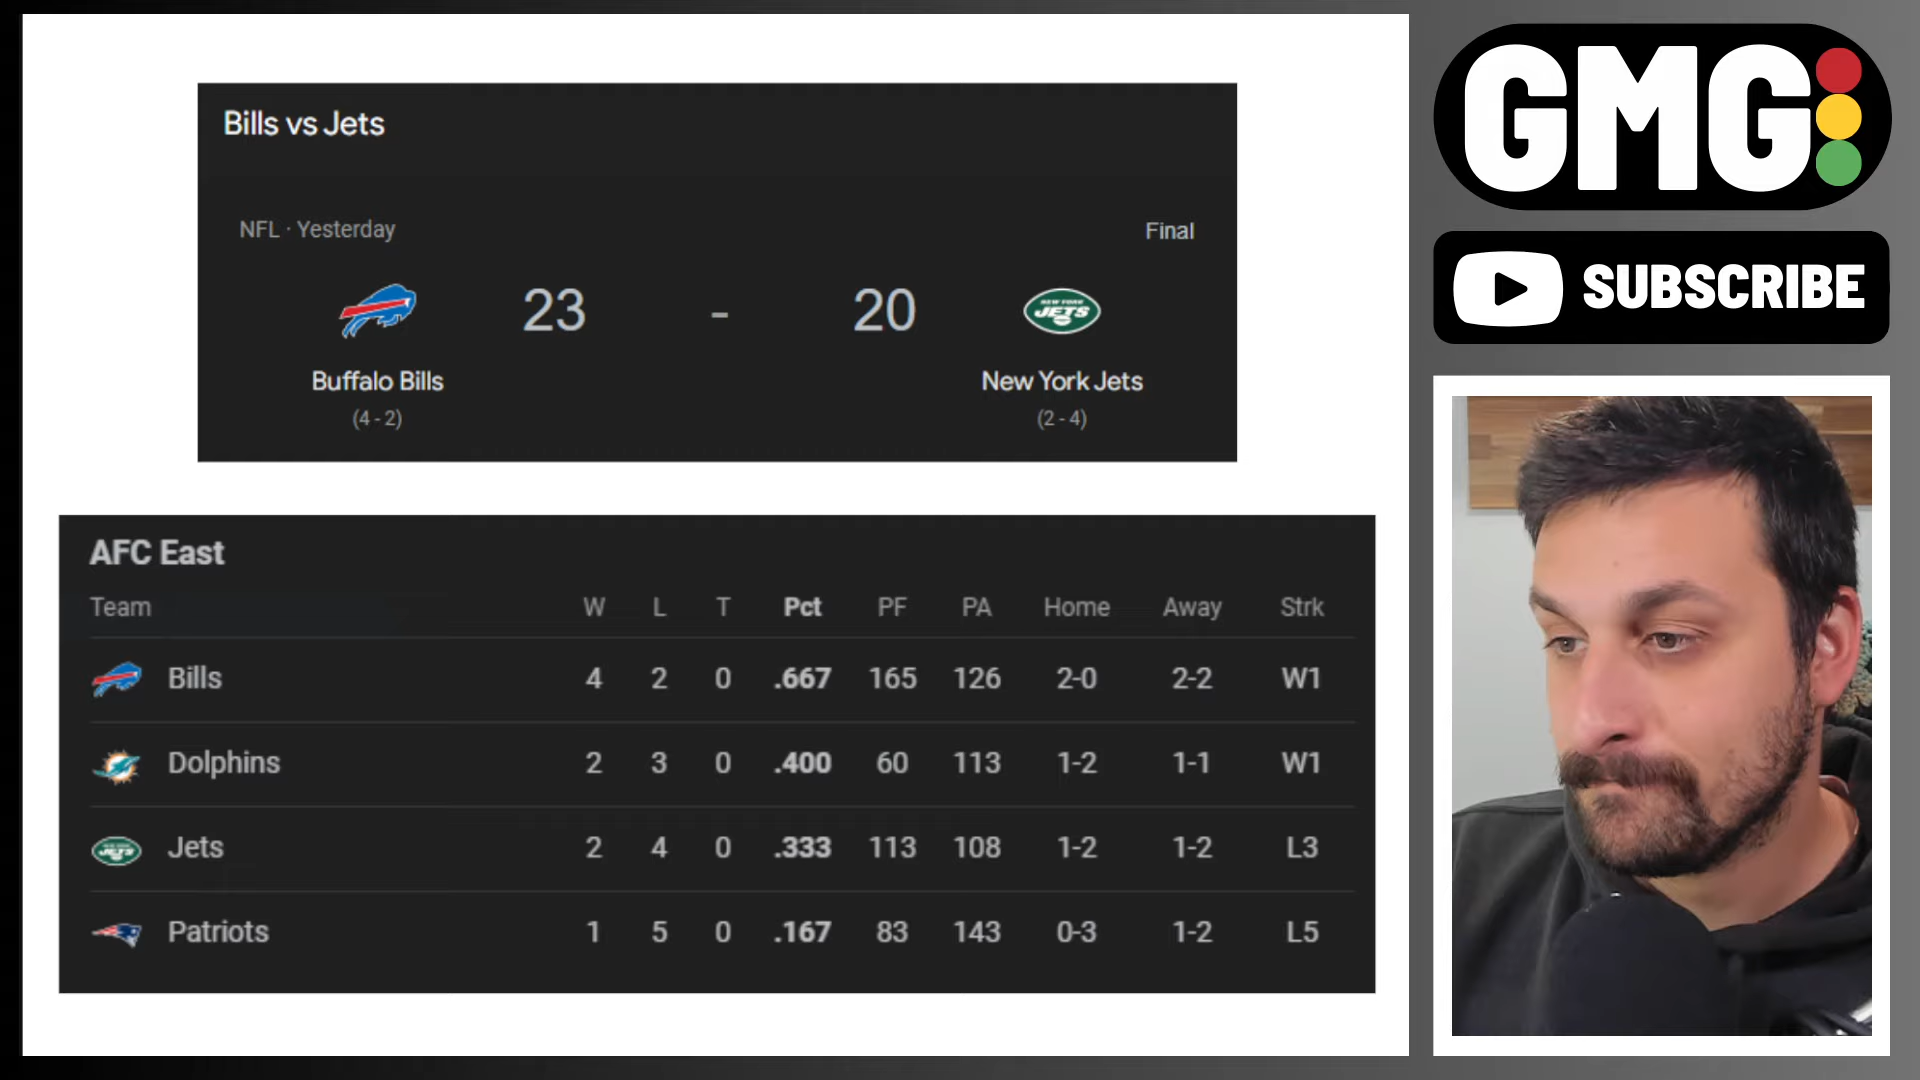 Bills vs Jets
NFL · Yesterday Final
23 - 20
NEW YORK
JETS
Buffalo Bills New York Jets
(4 - 2) (2 - 4)
AFC East
Team W L T Pct PF PA Home Away Strk
Bills 4 2 0 .667 165 126 2-0 2-2 W1
Dolphins 2 3 0 .400 60 113 1-2 1-1 W1
JETS
Jets 2 4 0 .333 113 108 1-2 1-2 L3
Patriots 1 5 0 .167 83 143 0-3 1-2 L5
GMG
SUBSCRIBE